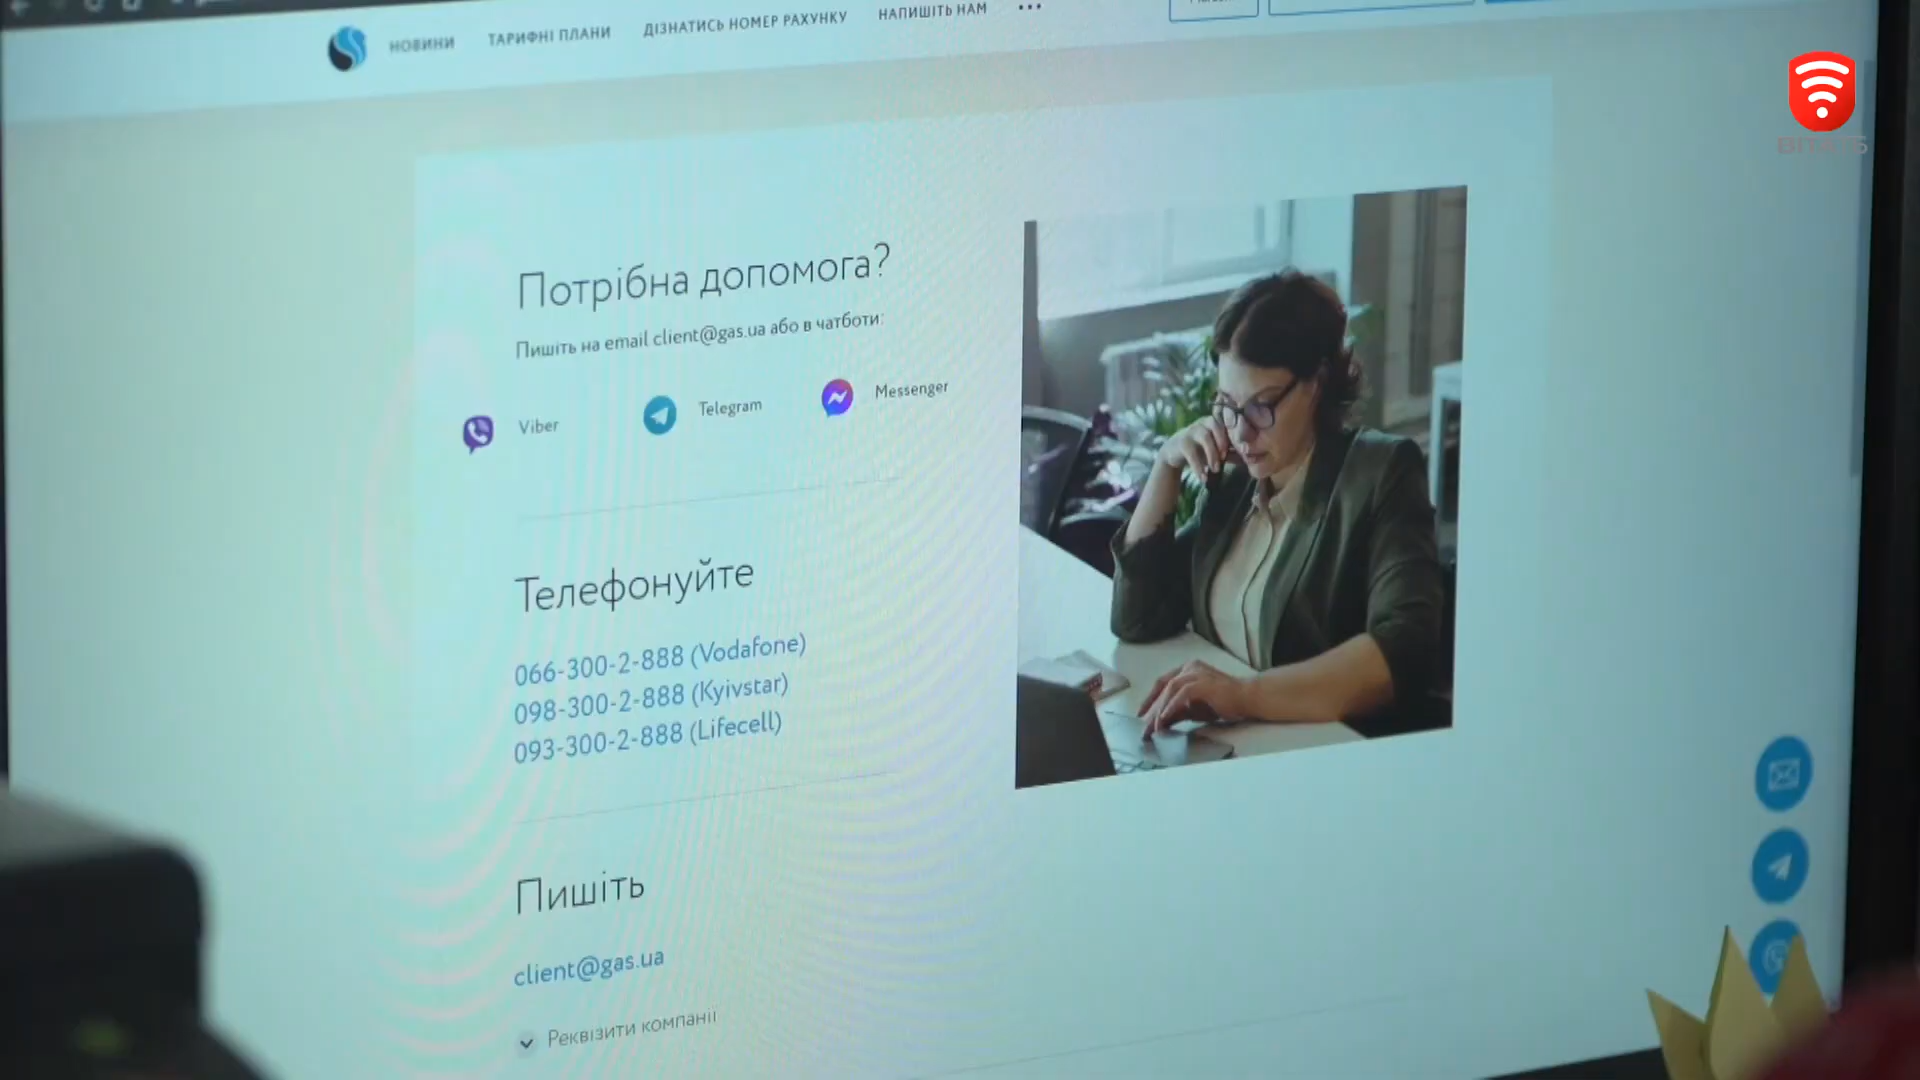 НОВИНИ ТАРИФНІ ПЛАНИ ДІЗНАТИСЬ НОМЕР РАХУНКУ НАПИШІТЬ НАМ •••
Потрібна допомога?
Пишіть на email client@gas.ua або в чатботи:
Viber Telegram Messenger
Телефонуйте
066-300-2-888 (Vodafone)
098-300-2-888 (Kyivstar)
093-300-2-888 (Lifecell)
Пишіть
client@gas.ua
Реквізити компанії